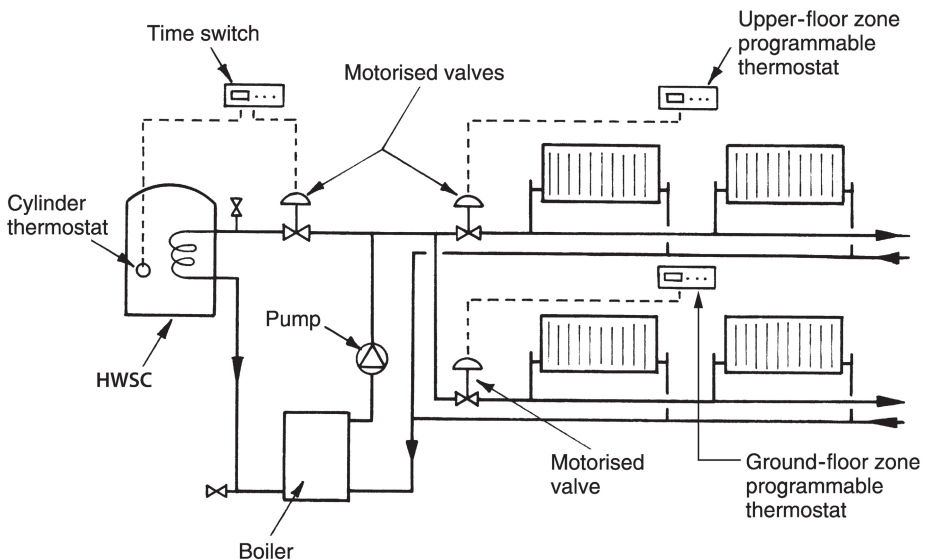 Time switch
Motorised valves
Upper-floor zone
programmable
thermostat
Cylinder
thermostat
Pump
HWSC
Motorised
valve
Ground-floor zone
programmable
thermostat
Boiler